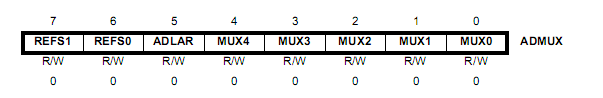 7 6 5 4 3 2 1 0
REFS1 REFS0 ADLAR MUX4 MUX3 MUX2 MUX1 MUX0 ADMUX
R/W R/W R/W R/W R/W R/W R/W R/W
0 0 0 0 0 0 0 0